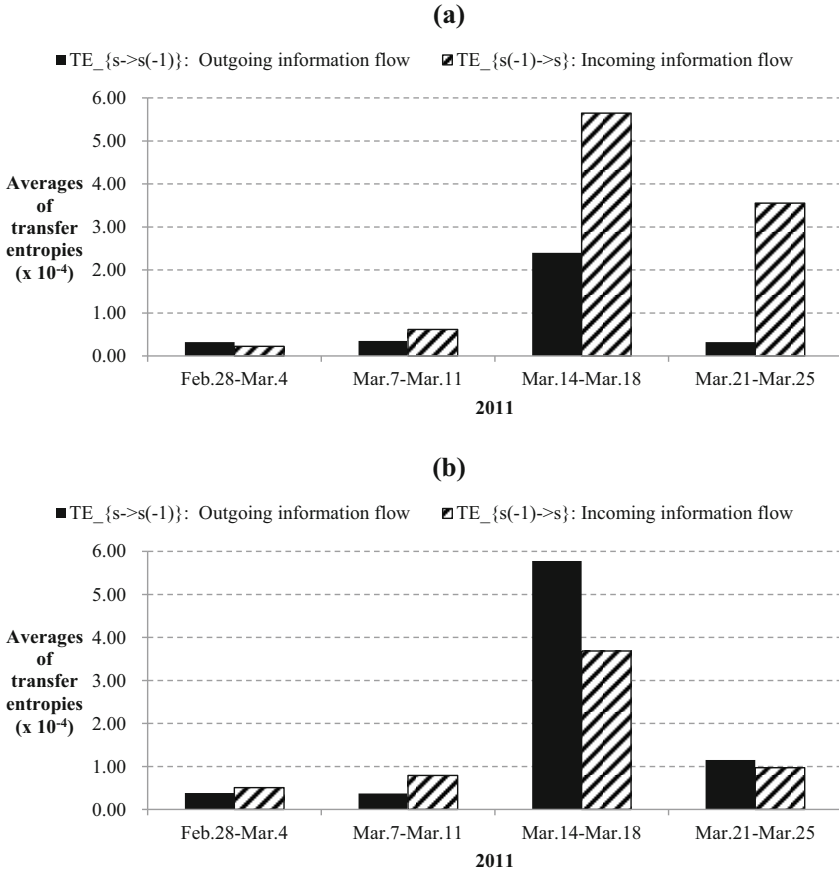 (a)
TE_{s->s(-1)}: Outgoing information flow
TE_{s(-1)->s}: Incoming information flow
6.00
5.00
4.00
3.00
2.00
1.00
0.00
Averages
of
transfer
entropies
(x 10⁻⁴)
Feb.28-Mar.4
Mar.7-Mar.11
Mar.14-Mar.18
Mar.21-Mar.25
2011
(b)
TE_{s->s(-1)}: Outgoing information flow
TE_{s(-1)->s}: Incoming information flow
6.00
5.00
4.00
3.00
2.00
1.00
0.00
Averages
of
transfer
entropies
(x 10⁻⁴)
Feb.28-Mar.4
Mar.7-Mar.11
Mar.14-Mar.18
Mar.21-Mar.25
2011